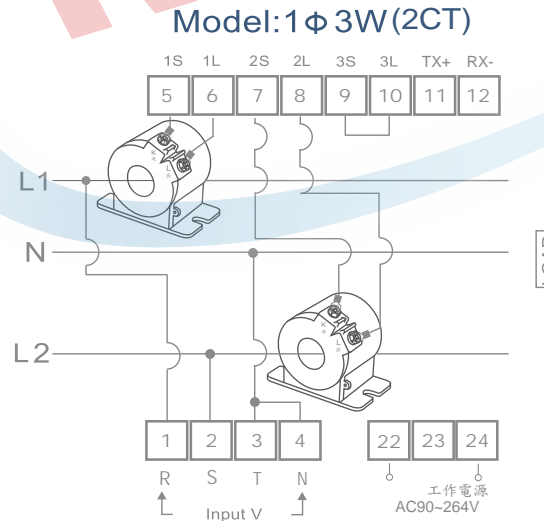 Model:1Φ3W(2CT)
1S 1L 2S 2L 3S 3L TX+ RX-
5 6 7 8 9 10 11 12
K
L
L1
N
K
L
L2
1 2 3 4 22 23 24
R S T N
工作電源
AC90~264V
Input V